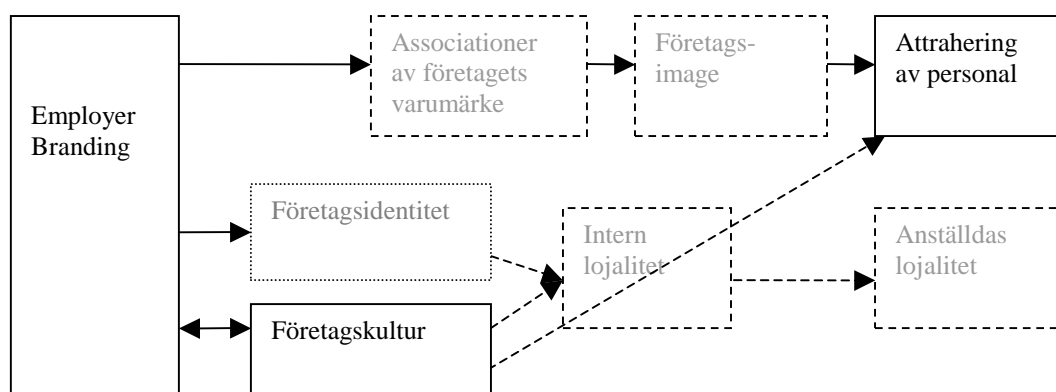 Employer
Branding
Associationer
av företagets
varumärke
Företags-
image
Attrahering
av personal
Företagsidentitet
Intern
lojalitet
Anställdas
lojalitet
Företagskultur